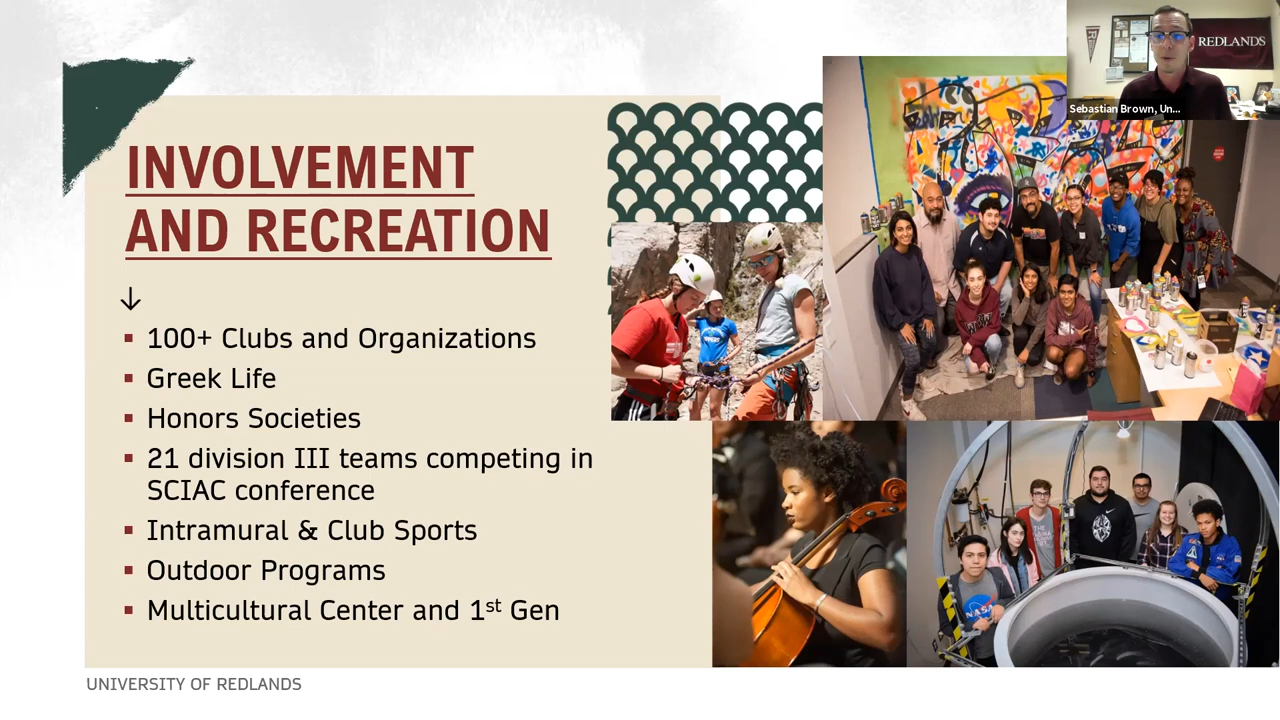 REDLANDS
Sebastian Brown, Un...
INVOLVEMENT
AND RECREATION
↓
▪ 100+ Clubs and Organizations
▪ Greek Life
▪ Honors Societies
▪ 21 division III teams competing in
SCIAC conference
▪ Intramural & Club Sports
▪ Outdoor Programs
▪ Multicultural Center and 1st Gen
NASA
UNIVERSITY OF REDLANDS